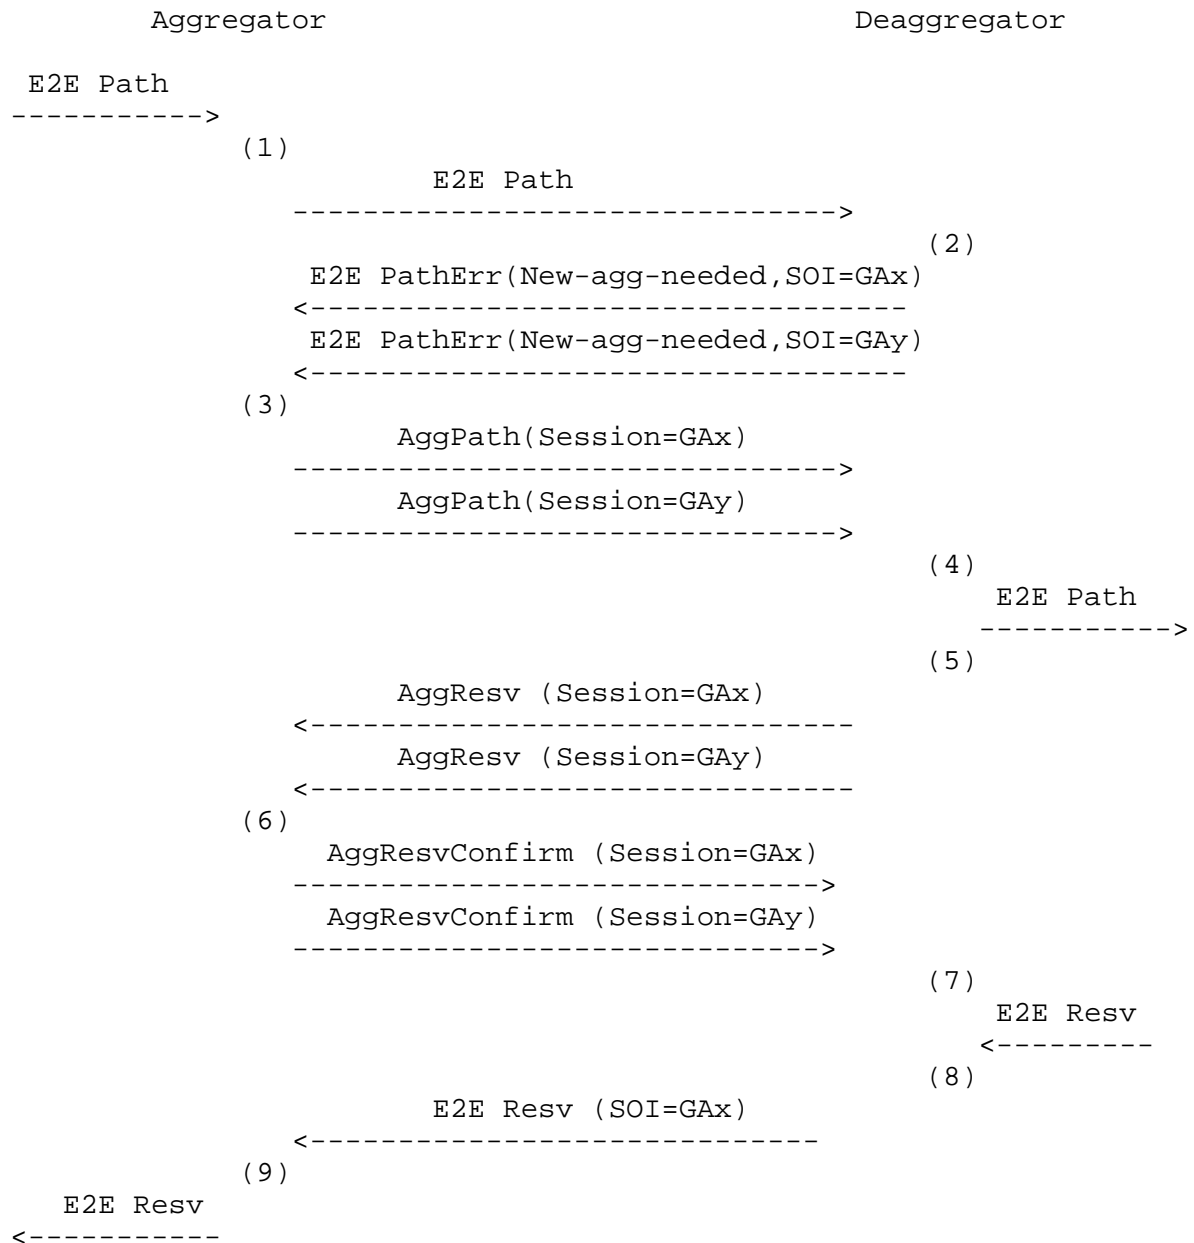 Aggregator                              Deaggregator
E2E Path
----------->
(1)
E2E Path
------------------------------->
(2)
E2E PathErr(New-agg-needed,SOI=GAx)
<----------------------------------
E2E PathErr(New-agg-needed,SOI=GAy)
<----------------------------------
(3)
AggPath(Session=GAx)
------------------------------->
AggPath(Session=GAy)
------------------------------->
(4)
E2E Path
----------->
(5)
AggResv (Session=GAx)
<-------------------------------
AggResv (Session=GAy)
<-------------------------------
(6)
AggResvConfirm (Session=GAx)
------------------------------>
AggResvConfirm (Session=GAy)
------------------------------>
(7)
E2E Resv
<---------
(8)
E2E Resv (SOI=GAx)
<-----------------------------
(9)
E2E Resv
<-----------